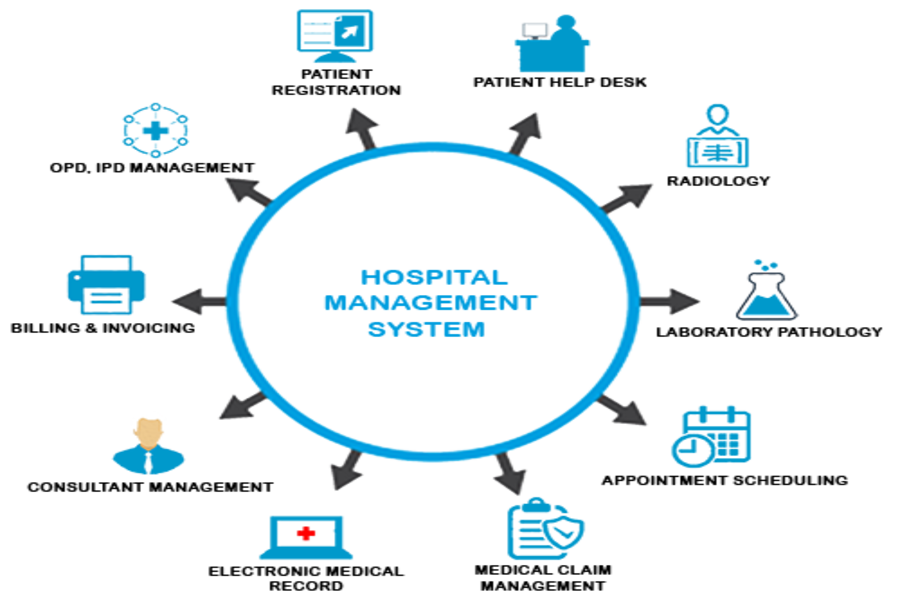 PATIENT
REGISTRATION
PATIENT HELP DESK
OPD, IPD MANAGEMENT
RADIOLOGY
HOSPITAL
MANAGEMENT
SYSTEM
BILLING & INVOICING
LABORATORY PATHOLOGY
CONSULTANT MANAGEMENT
APPOINTMENT SCHEDULING
ELECTRONIC MEDICAL
RECORD
MEDICAL CLAIM
MANAGEMENT